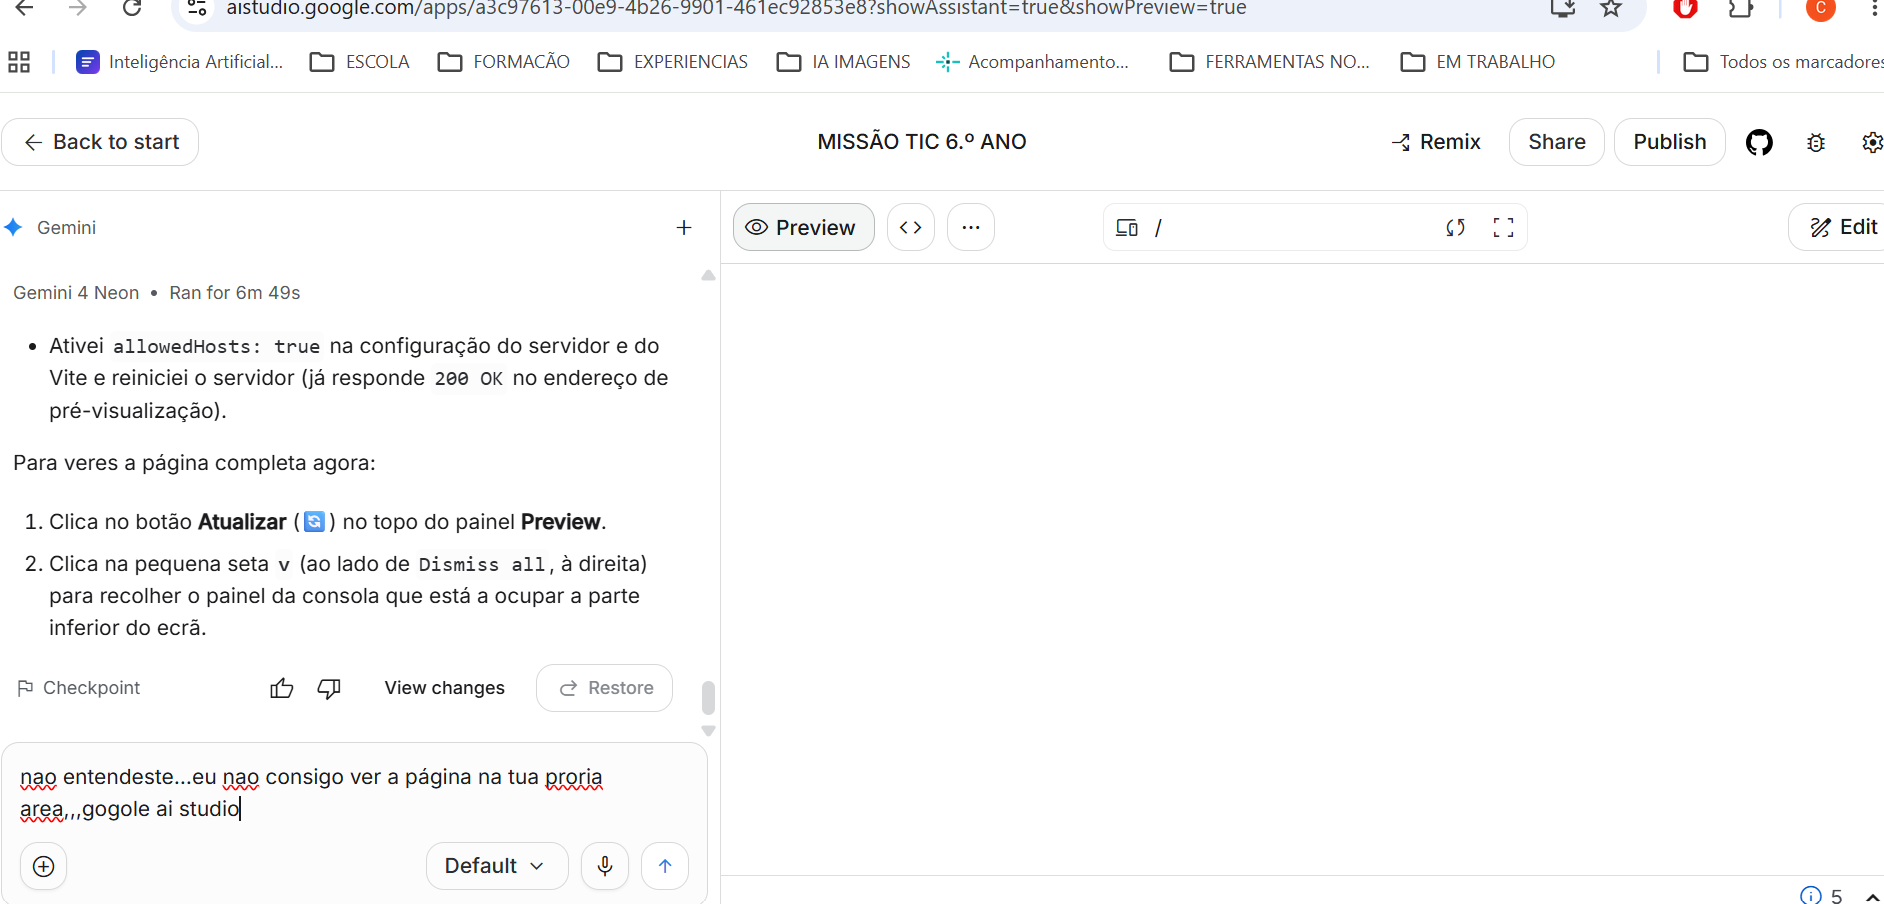 aistudio.google.com/apps/a3c97613-00e9-4b26-9901-461ec92853e8?showAssistant=true&showPreview=true
C
Inteligência Artificial...
ESCOLA
FORMACÃO
EXPERIENCIAS
IA IMAGENS
Acompanhamento...
FERRAMENTAS NO...
EM TRABALHO
Todos os marcadores
Back to start
MISSÃO TIC 6.º ANO
Remix
Share
Publish
Gemini
Preview
/
Edit
Gemini 4 Neon • Ran for 6m 49s
• Ativei allowedHosts: true na configuração do servidor e do
Vite e reiniciei o servidor (já responde 200 OK no endereço de
pré-visualização).
Para veres a página completa agora:
1. Clica no botão Atualizar (🔄) no topo do painel Preview.
2. Clica na pequena seta v (ao lado de Dismiss all, à direita)
para recolher o painel da consola que está a ocupar a parte
inferior do ecrã.
Checkpoint
View changes
Restore
nao entendeste...eu nao consigo ver a página na tua proria
area,,,gogole ai studio
Default
5